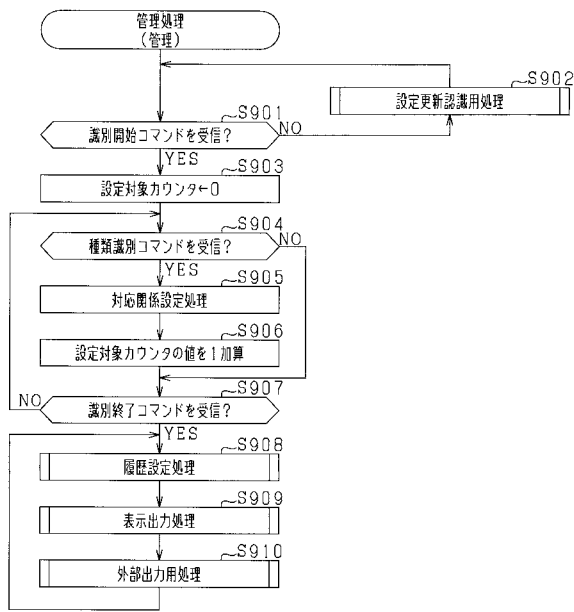 管理処理
(管理)
S902
設定更新認識用処理
S901
識別開始コマンドを受信?
NO
YES
S903
設定対象カウンタ←0
S904
種類識別コマンドを受信?
NO
YES
S905
対応関係設定処理
S906
設定対象カウンタの値を1加算
S907
NO
識別終了コマンドを受信?
YES
S908
履歴設定処理
S909
表示出力処理
S910
外部出力用処理